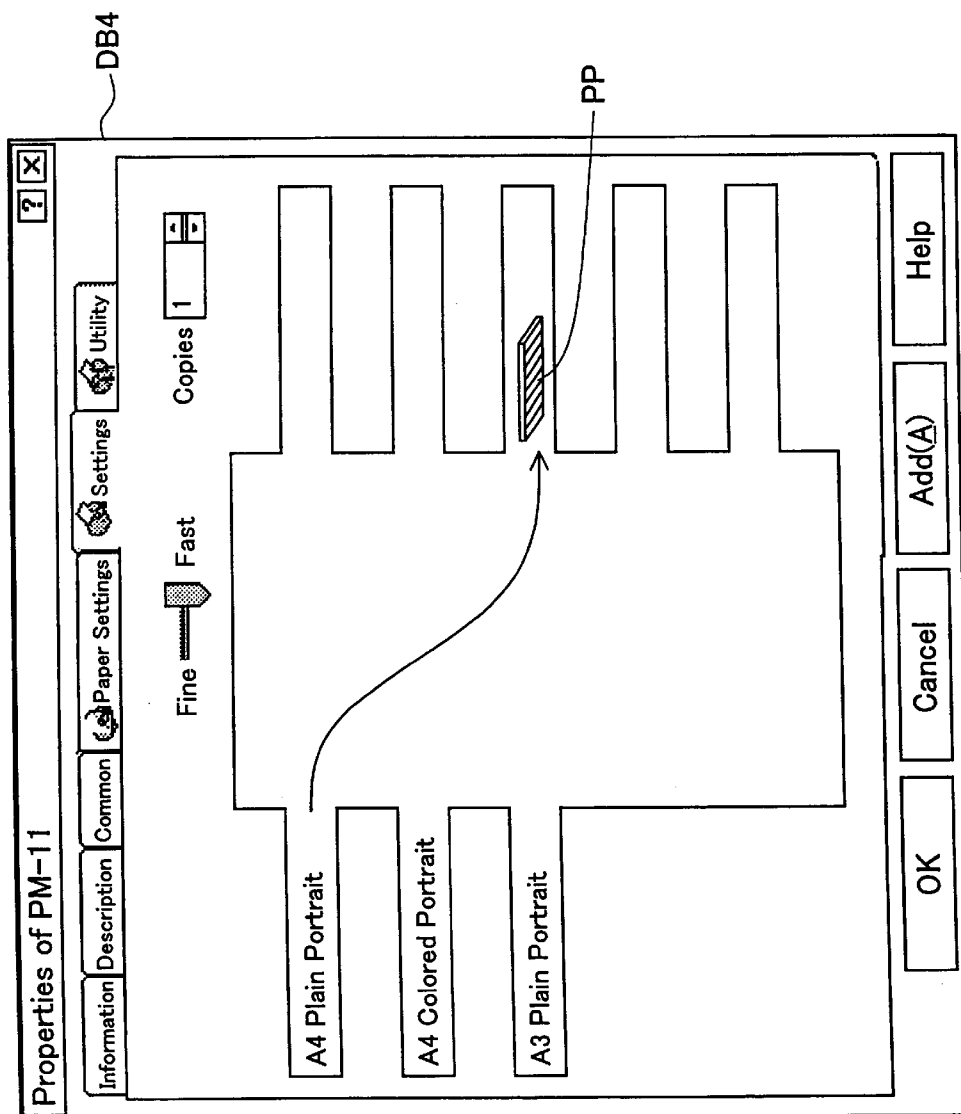 Properties of PM-11 ? X
DB4
Information Description Common Paper Settings Settings Utility
Fine Fast Copies 1
A4 Plain Portrait
A4 Colored Portrait
A3 Plain Portrait
PP
OK Cancel Add(A) Help